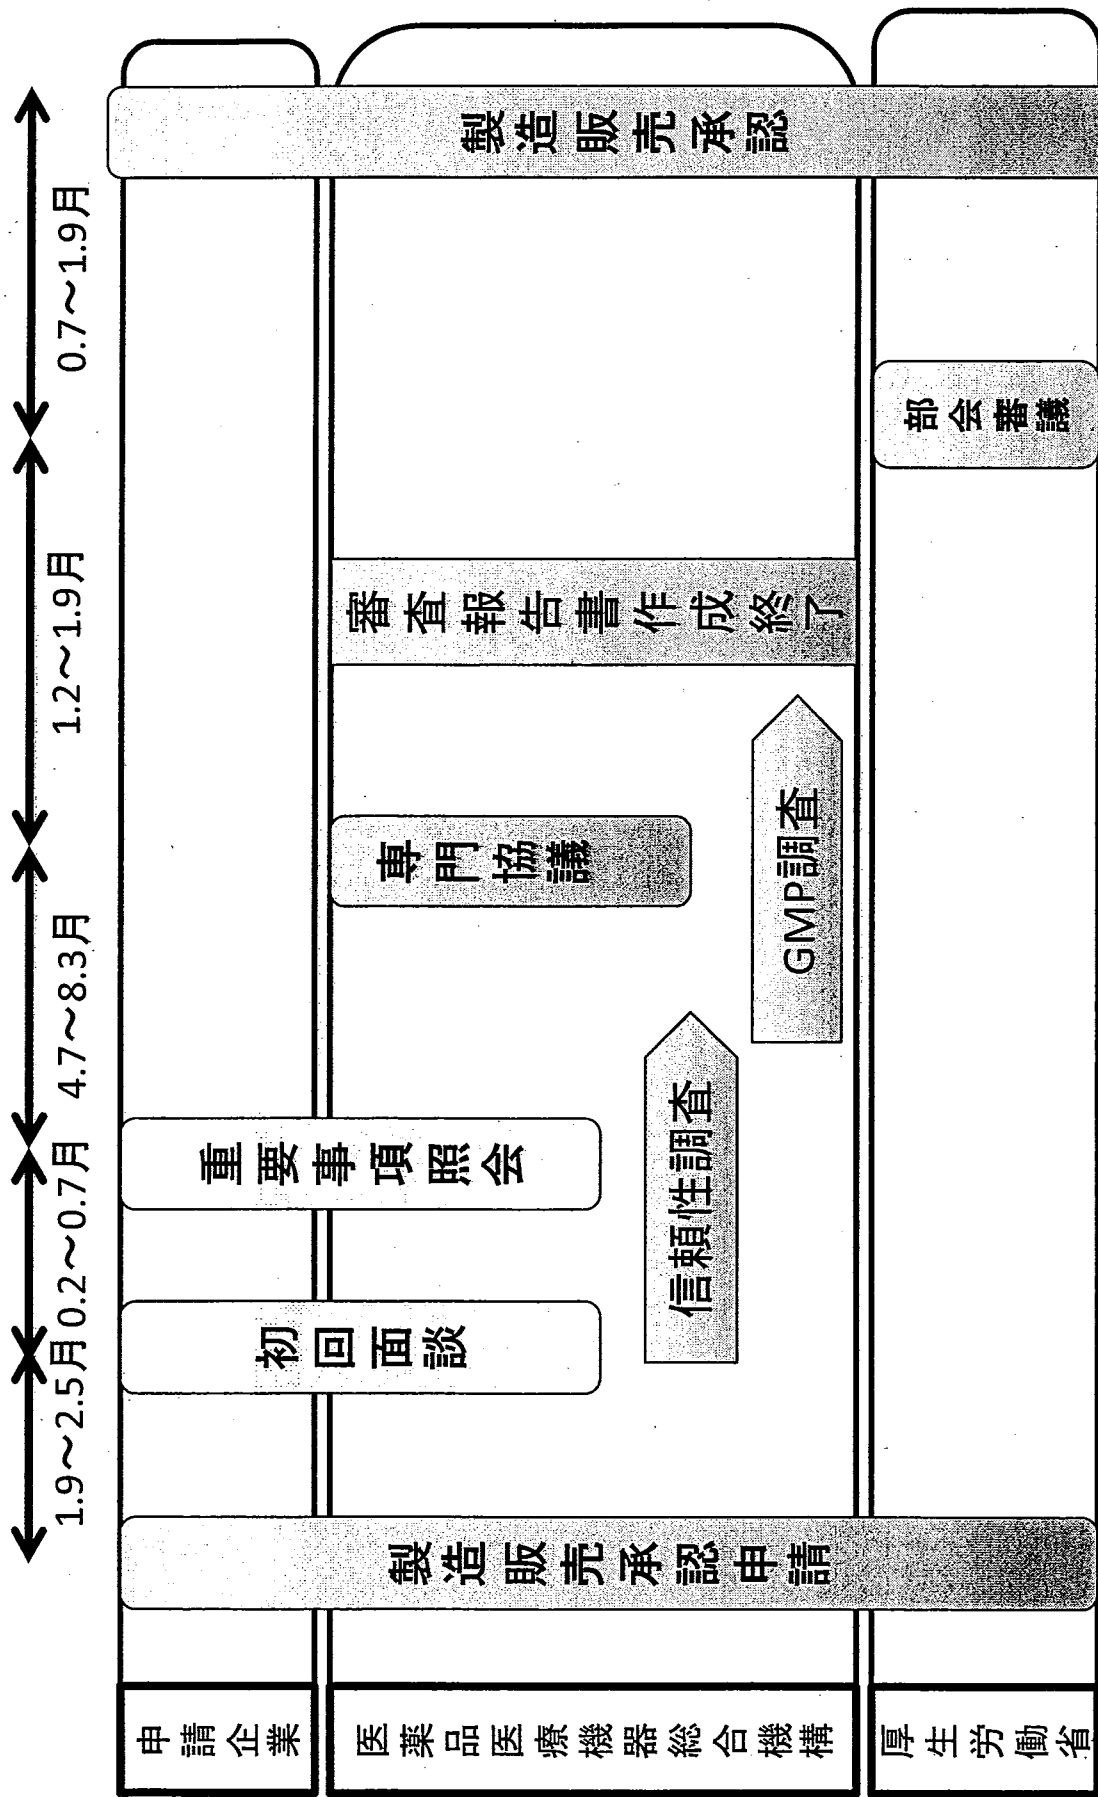 1.9～2.5月
0.2～0.7月
4.7～8.3月
1.2～1.9月
0.7～1.9月
申請企業
医薬品医療機器総合機構
厚生労働省
製造販売承認申請
初回面談
重要事項照会
信頼性調査
専門協議
GMP調査
審査報告書作成終了
部会審議
製造販売承認